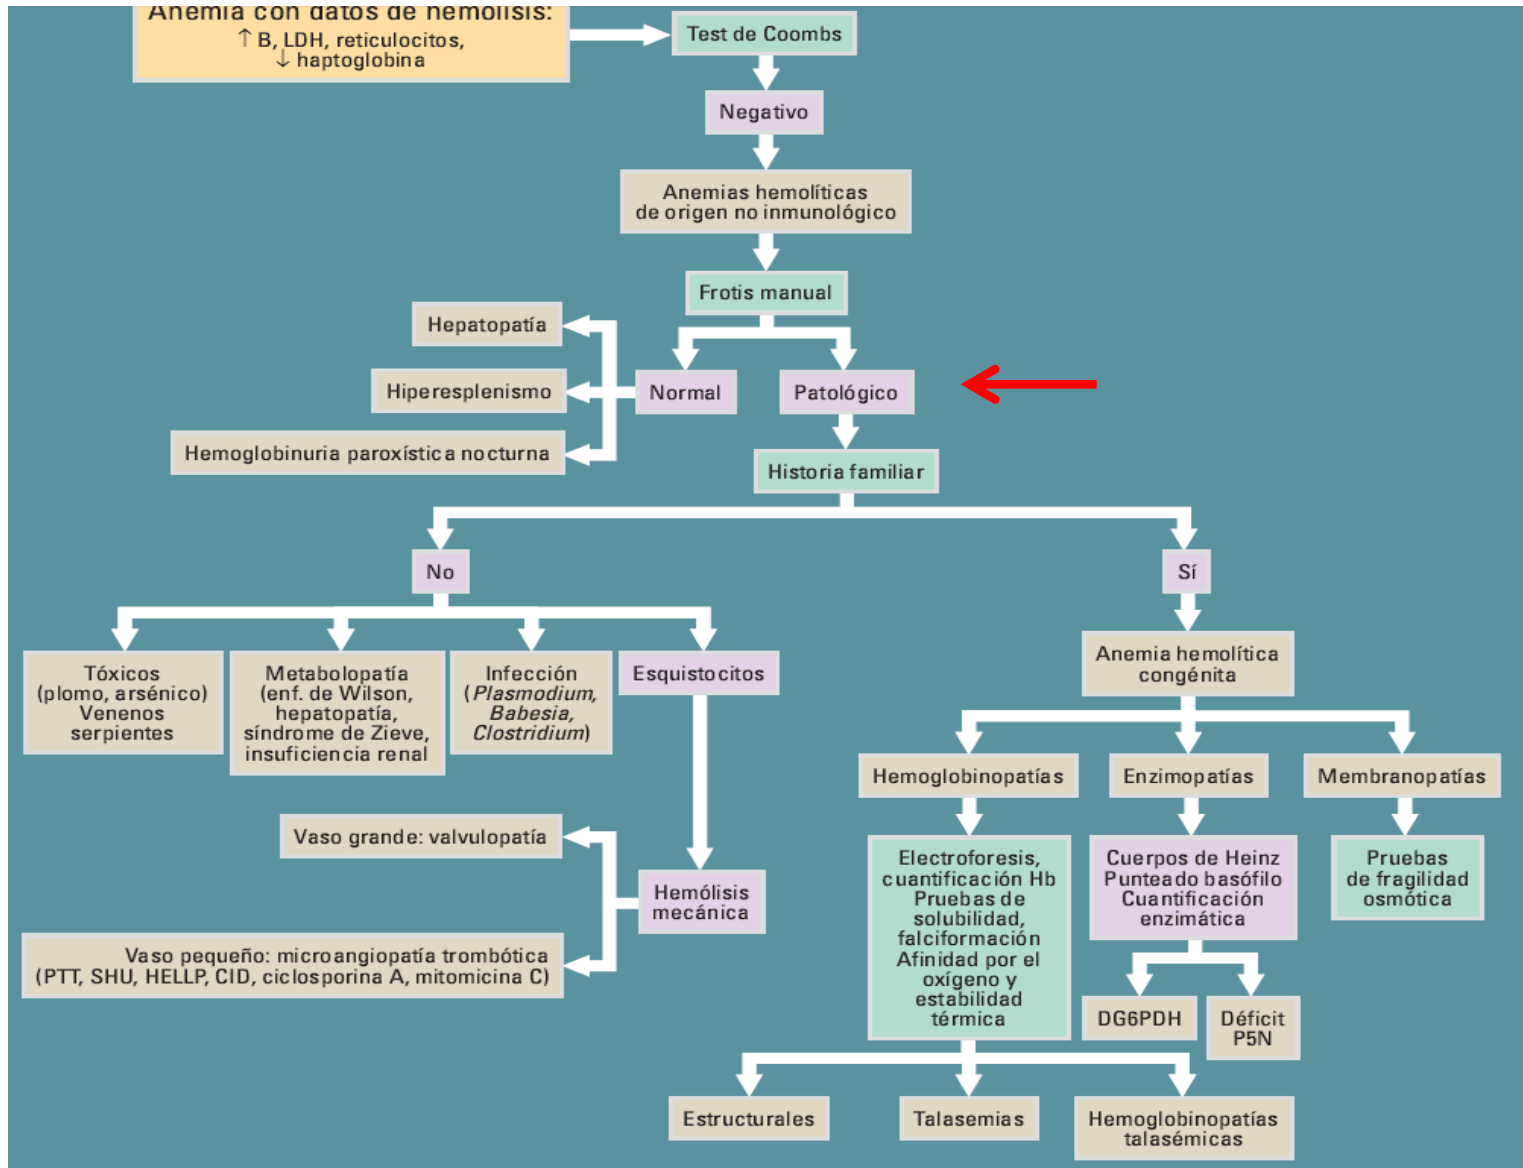 Anemia con datos de hemólisis:
↑ B, LDH, reticulocitos,
↓ haptoglobina
Test de Coombs
Negativo
Anemias hemolíticas
de origen no inmunológico
Frotis manual
Hepatopatía
Hiperesplenismo
Hemoglobinuria paroxística nocturna
Normal
Patológico
Historia familiar
No
Sí
Tóxicos
(plomo, arsénico)
Venenos
serpientes
Metabolopatía
(enf. de Wilson,
hepatopatía,
síndrome de Zieve,
insuficiencia renal
Infección
(Plasmodium,
Babesia,
Clostridium)
Esquistocitos
Anemia hemolítica
congénita
Hemoglobinopatías
Enzimopatías
Membranopatías
Vaso grande: valvulopatía
Hemólisis
mecánica
Vaso pequeño: microangiopatía trombótica
(PTT, SHU, HELLP, CID, ciclosporina A, mitomicina C)
Electroforesis,
cuantificación Hb
Pruebas de
solubilidad,
falciformación
Afinidad por el
oxígeno y
estabilidad
térmica
Cuerpos de Heinz
Punteado basófilo
Cuantificación
enzimática
Pruebas
de fragilidad
osmótica
DG6PDH
Déficit
P5N
Estructurales
Talasemias
Hemoglobinopatías
talasémicas